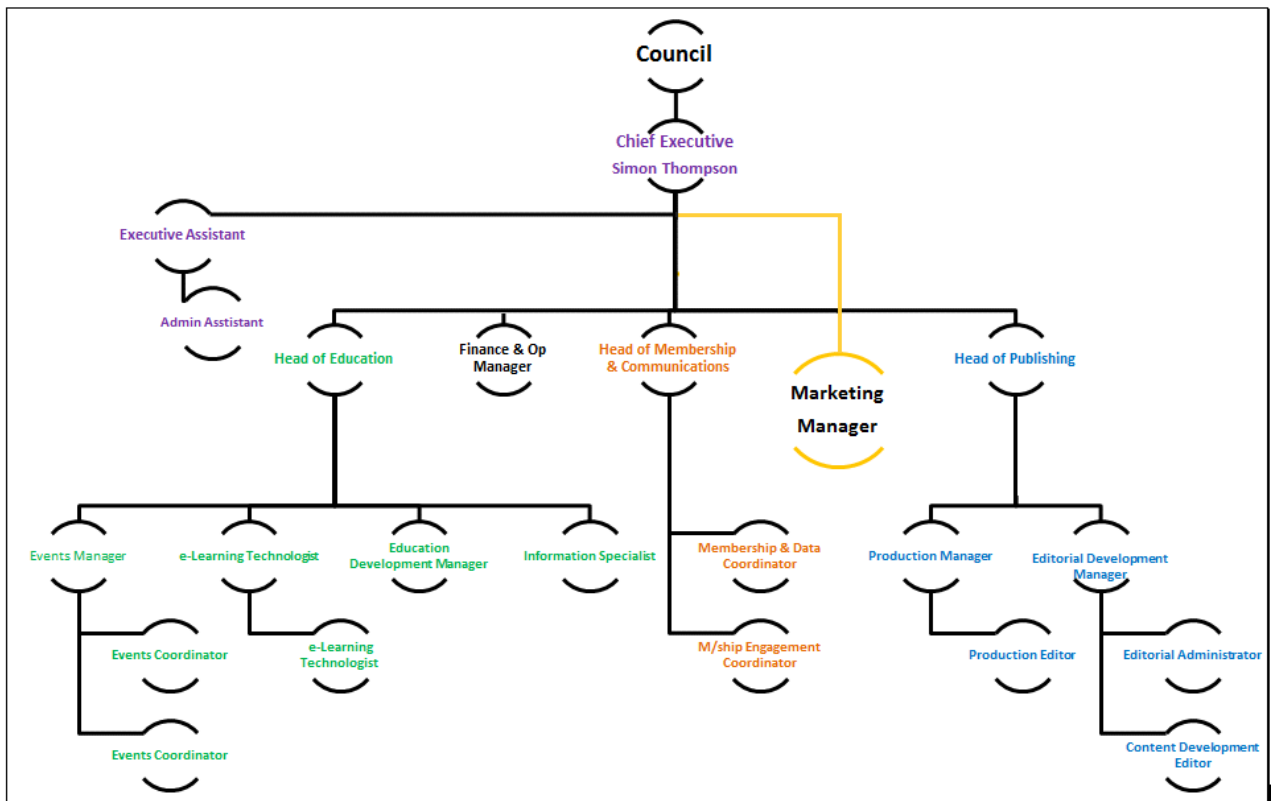 Council
Chief Executive
Simon Thompson
Executive Assistant
Admin Asstistant
Head of Education
Finance & Op
Manager
Head of Membership
& Communications
Marketing
Manager
Head of Publishing
Events Manager
e-Learning Technologist
Education
Development Manager
Information Specialist
Membership & Data
Coordinator
Production Manager
Editorial Development
Manager
Events Coordinator
e-Learning
Technologist
M/ship Engagement
Coordinator
Production Editor
Editorial Administrator
Events Coordinator
Content Development
Editor